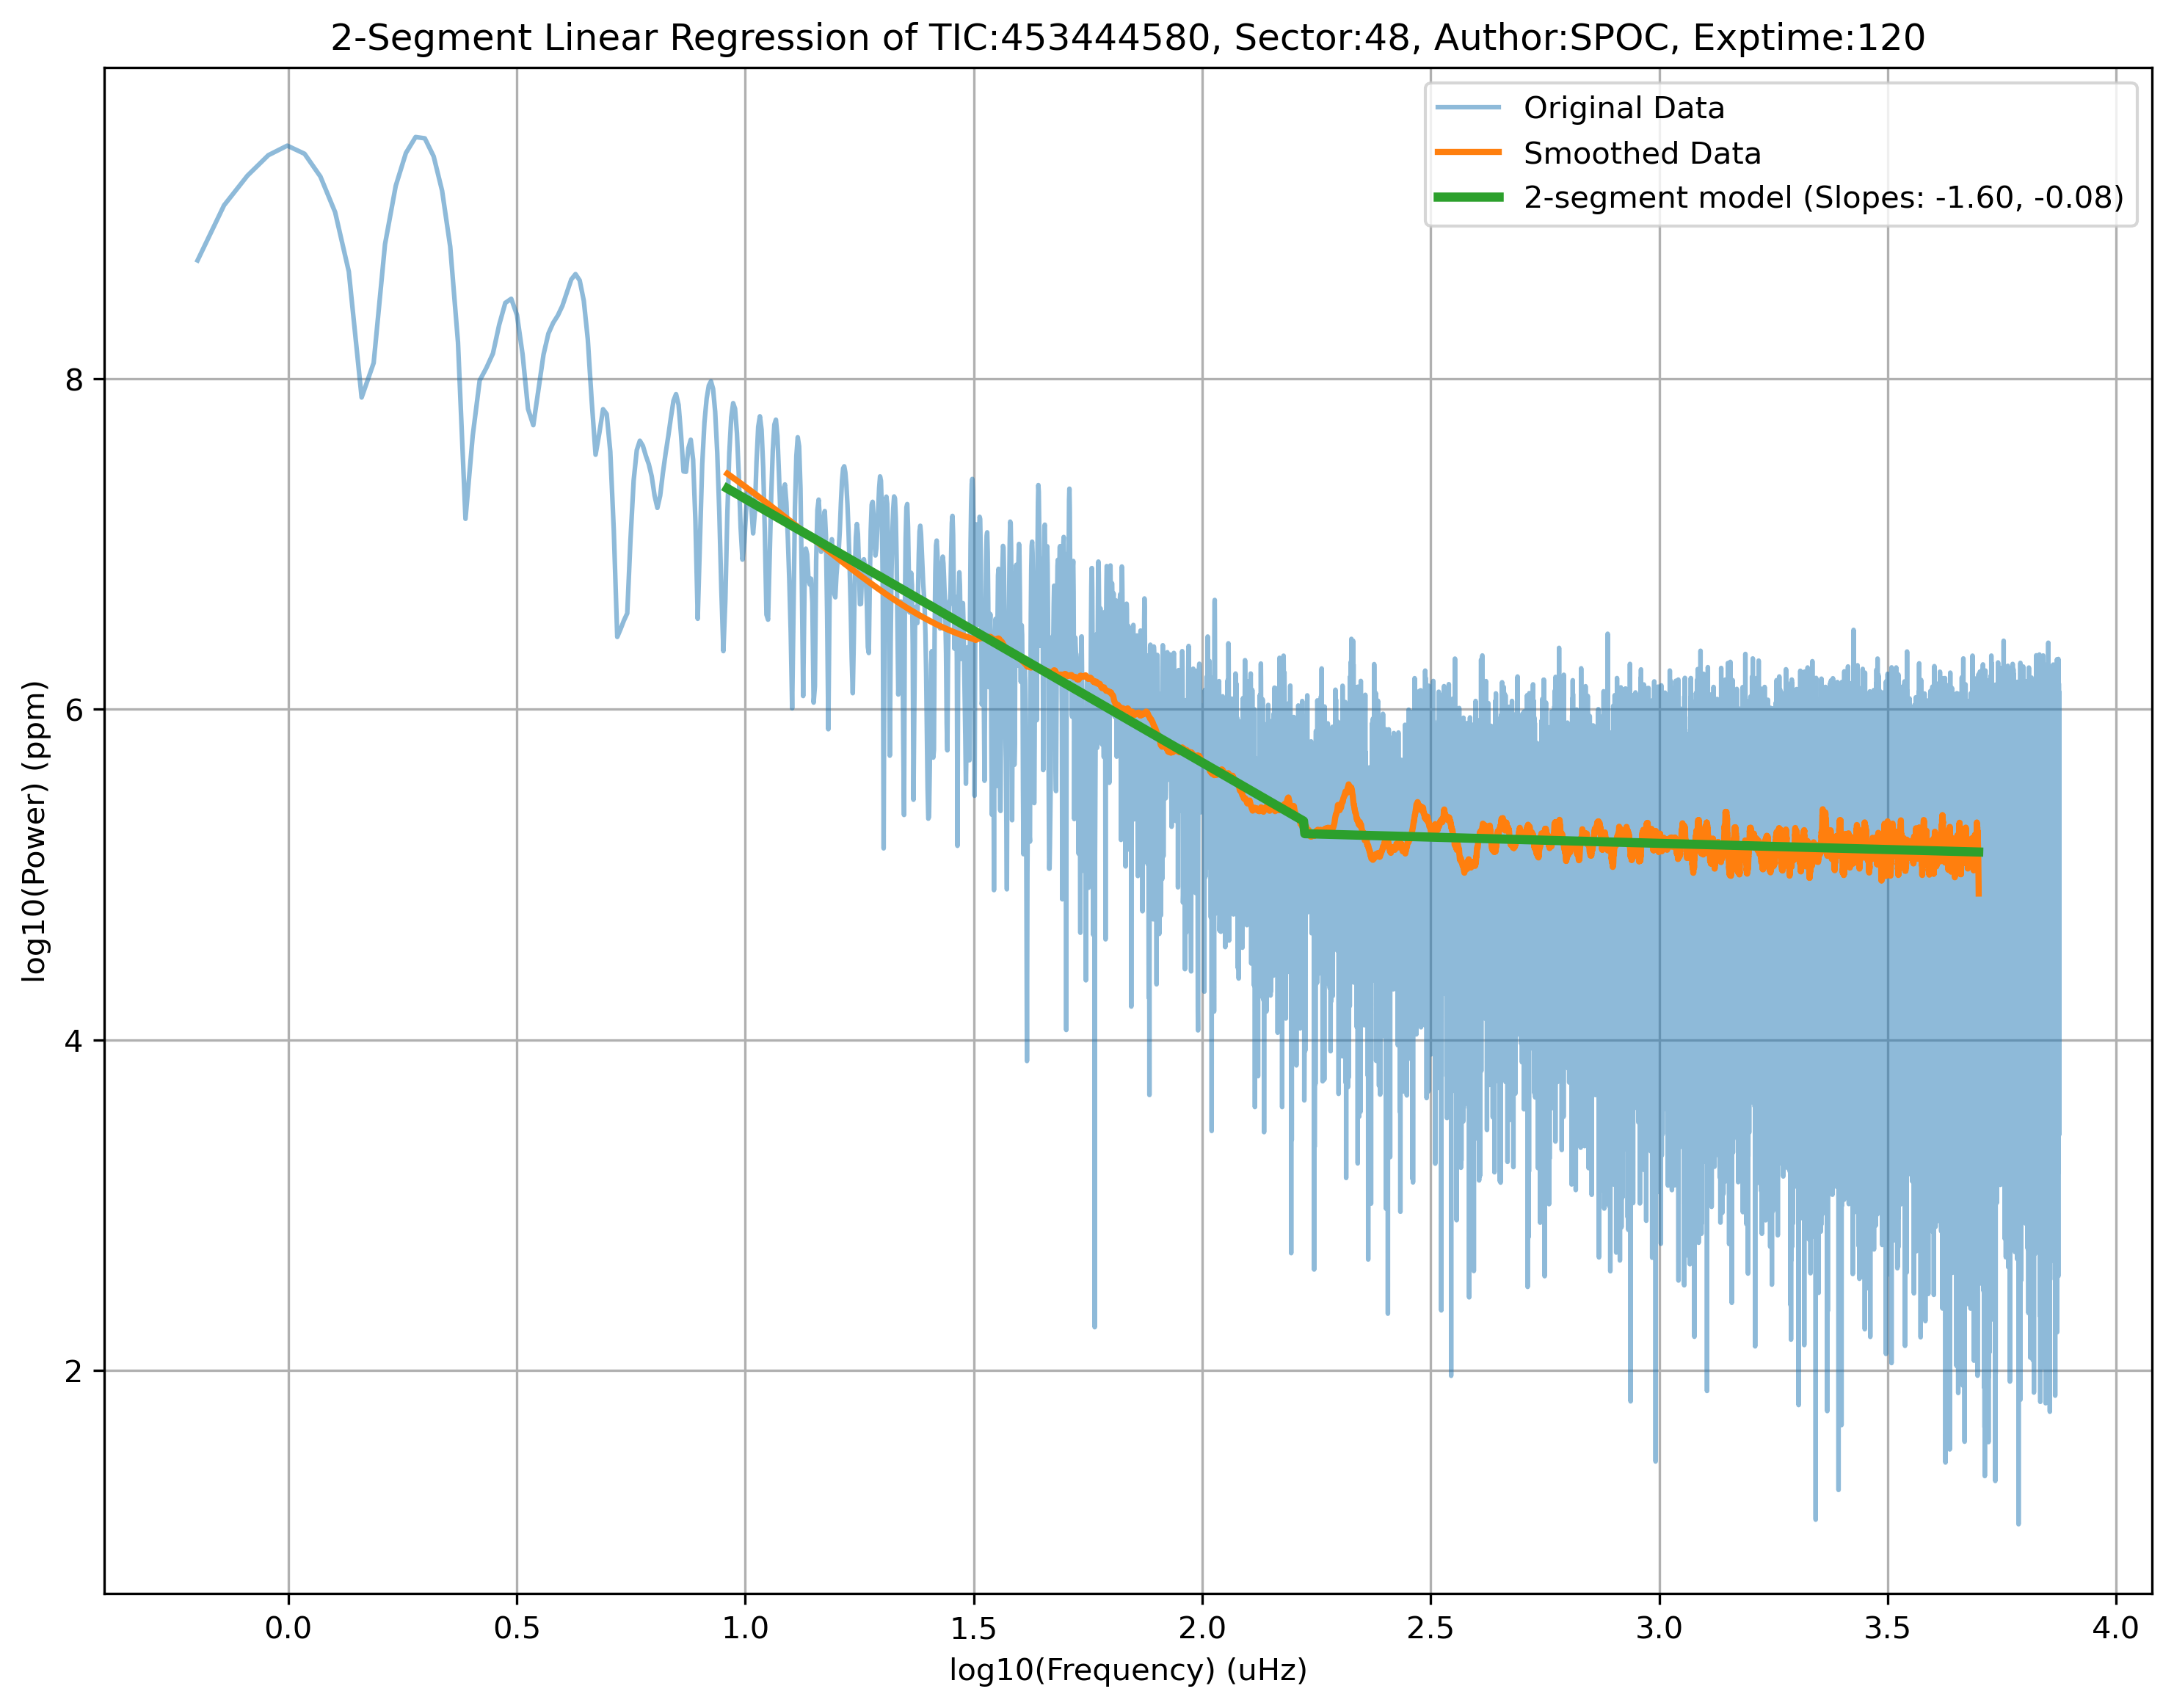 2-Segment Linear Regression of TIC:453444580, Sector:48, Author:SPOC, Exptime:120
Original Data
Smoothed Data
2-segment model (Slopes: -1.60, -0.08)
log10(Power) (ppm)
8
6
4
2
0.0 0.5 1.0 1.5 2.0 2.5 3.0 3.5 4.0
log10(Frequency) (uHz)